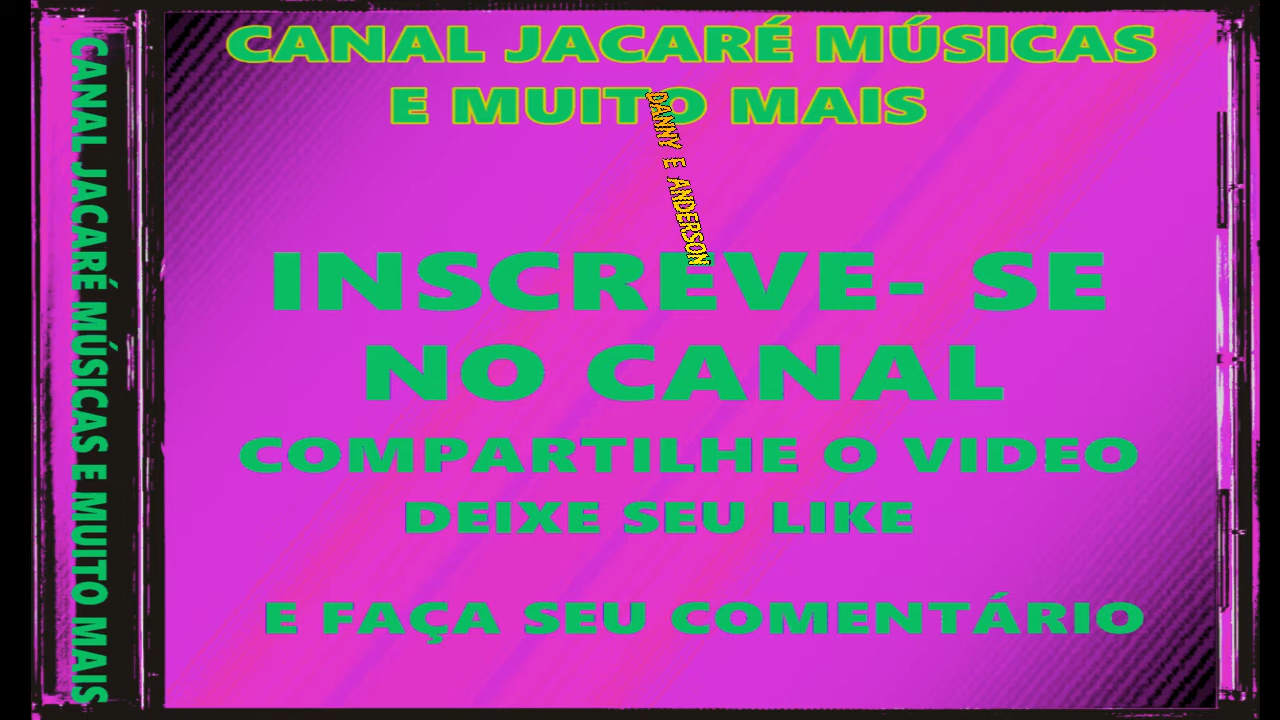 CANAL JACARÉ MÚSICAS E MUITO MAIS
CANAL JACARÉ MÚSICAS
E MUITO MAIS
DANNY E ANDERSON
INSCREVE- SE
NO CANAL
COMPARTILHE O VIDEO
DEIXE SEU LIKE
E FAÇA SEU COMENTÁRIO